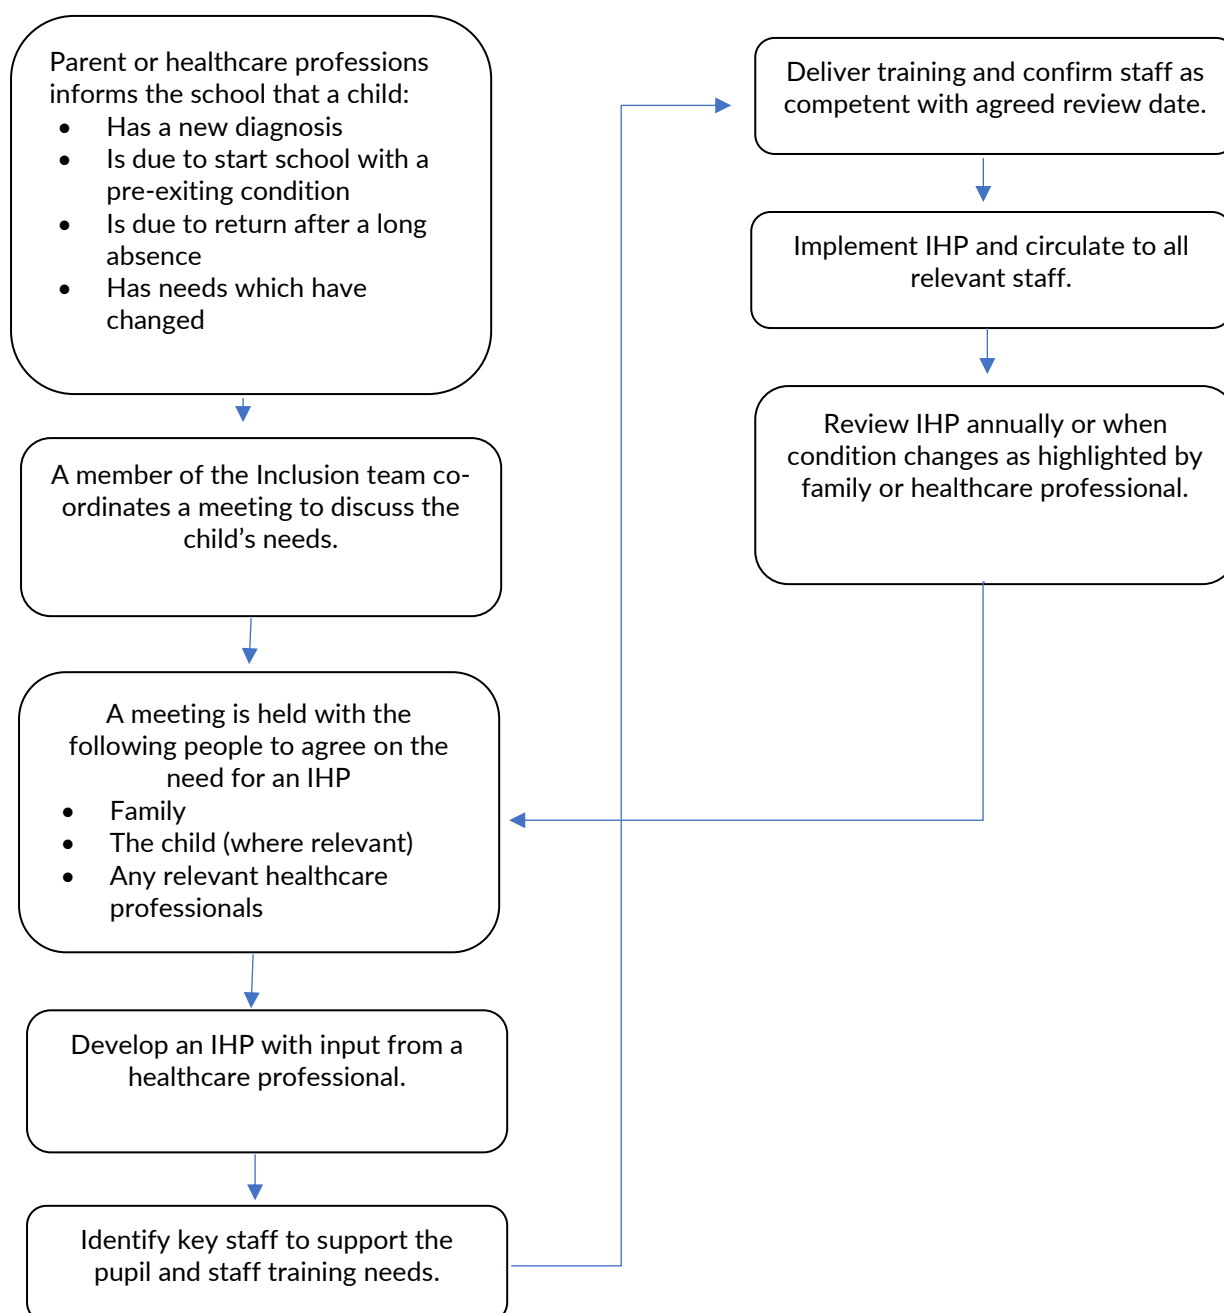 Parent or healthcare professions
informs the school that a child:
• Has a new diagnosis
• Is due to start school with a
pre-exiting condition
• Is due to return after a long
absence
• Has needs which have
changed
A member of the Inclusion team co-
ordinates a meeting to discuss the
child’s needs.
A meeting is held with the
following people to agree on the
need for an IHP
• Family
• The child (where relevant)
• Any relevant healthcare
professionals
Develop an IHP with input from a
healthcare professional.
Identify key staff to support the
pupil and staff training needs.
Deliver training and confirm staff as
competent with agreed review date.
Implement IHP and circulate to all
relevant staff.
Review IHP annually or when
condition changes as highlighted by
family or healthcare professional.